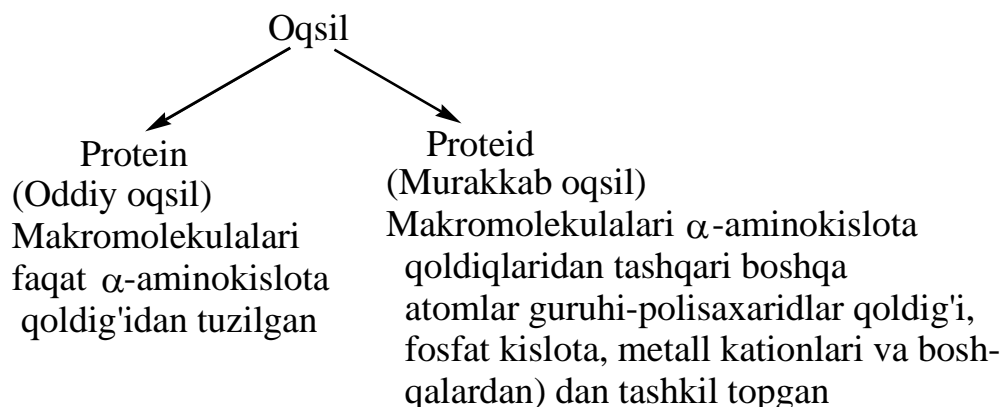 Oqsil
Protein
(Oddiy oqsil)
Makromolekulalari
faqat α-aminokislota
qoldig'idan tuzilgan
Proteid
(Murakkab oqsil)
Makromolekulalari α-aminokislota
qoldiqlaridan tashqari boshqa
atomlar guruhi-polisaxaridlar qoldig'i,
fosfat kislota, metall kationlari va bosh-
qalardan) dan tashkil topgan